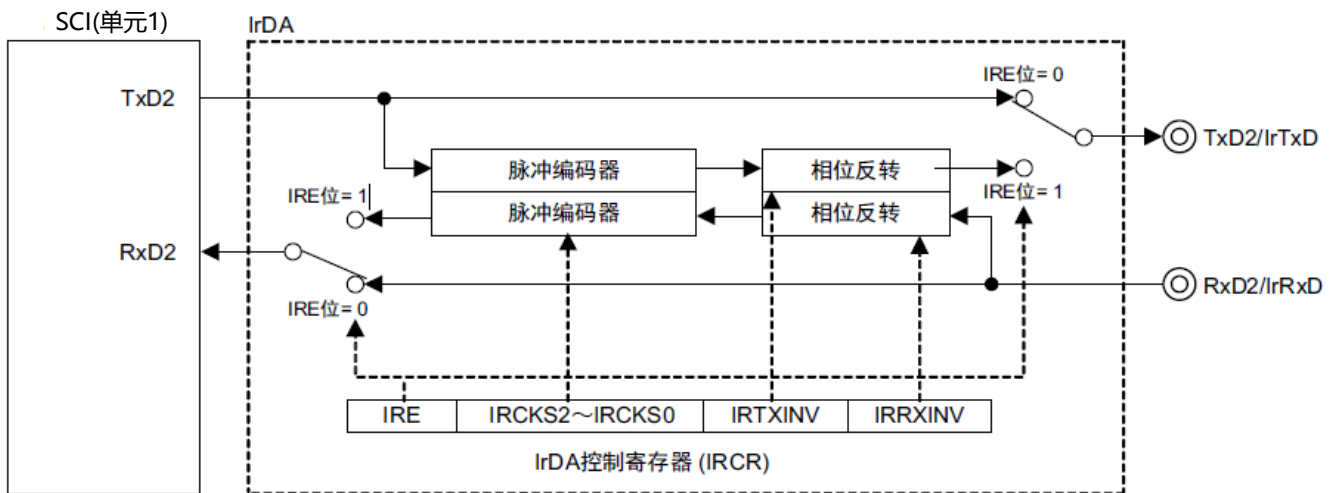 SCI(单元1)
IrDA
IRE位= 0
TxD2
TxD2/IrTxD
脉冲编码器
相位反转
IRE位= 1
IRE位= 1
脉冲编码器
相位反转
RxD2
RxD2/IrRxD
IRE位= 0
IRE
IRCKS2～IRCKS0
IRTXINV
IRRXINV
IrDA控制寄存器 (IRCR)